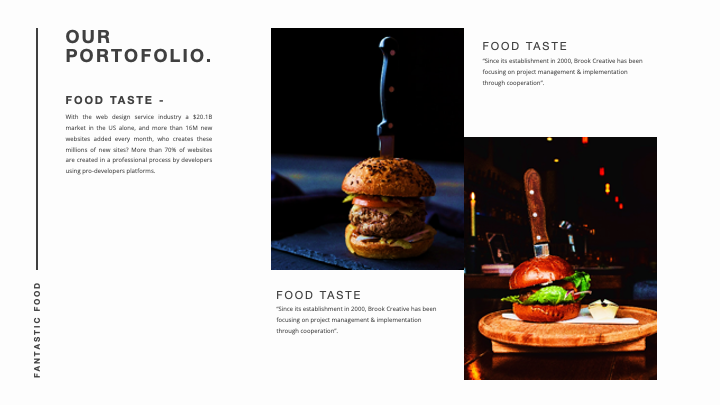 OUR
PORTOFOLIO.
FOOD TASTE -
With the web design service industry a $20.1B
market in the US alone, and more than 16M new
websites added every month, who creates these
millions of new sites? More than 70% of websites
are created in a professional process by developers
using pro-developers platforms.
FANTASTIC FOOD
FOOD TASTE
"Since its establishment in 2000, Brook Creative has been
focusing on project management & implementation
through cooperation".
FOOD TASTE
"Since its establishment in 2000, Brook Creative has been
focusing on project management & implementation
through cooperation".